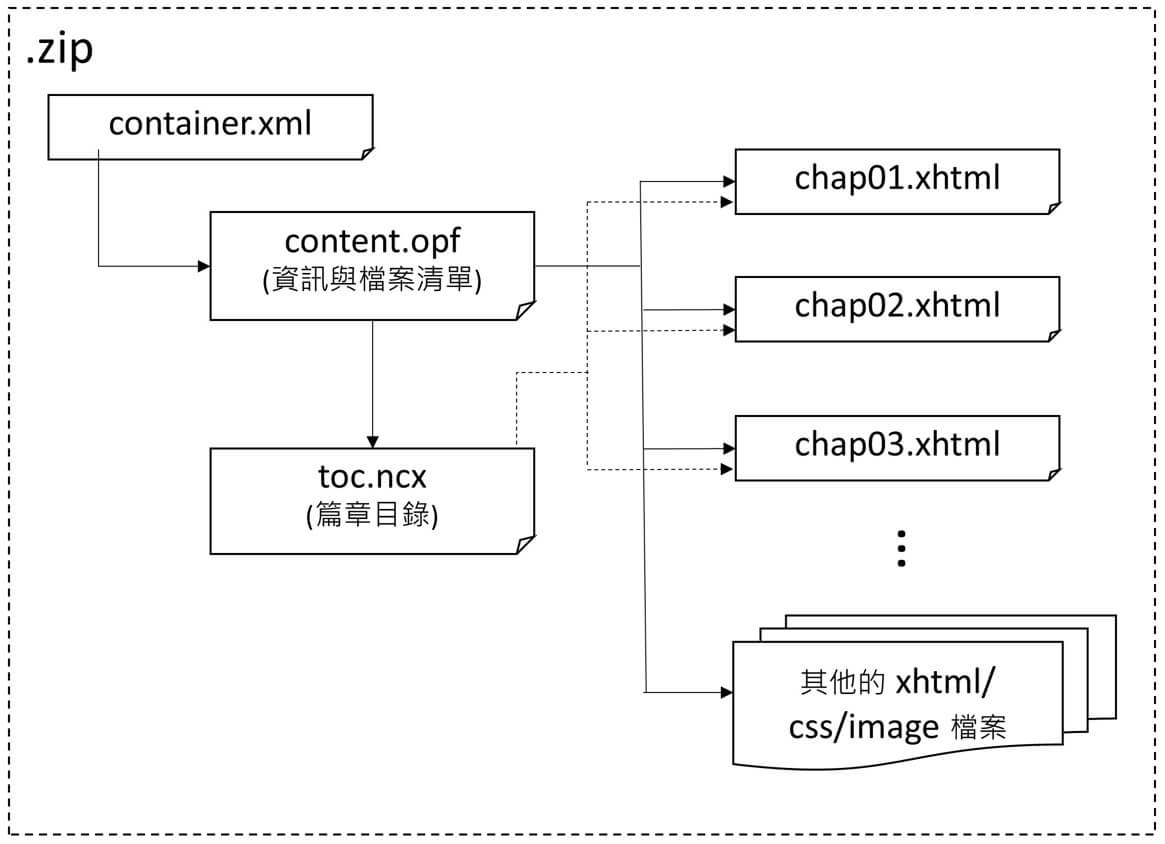 .zip
container.xml
content.opf
(資訊與檔案清單)
toc.ncx
(篇章目錄)
chap01.xhtml
chap02.xhtml
chap03.xhtml
其他的 xhtml/
css/image 檔案